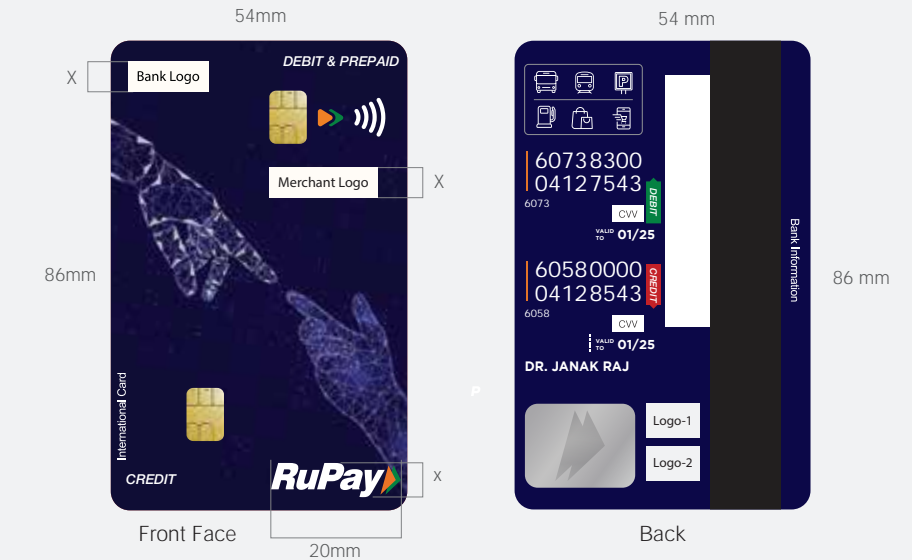 54mm
X
Bank Logo
DEBIT & PREPAID
Merchant Logo
X
86mm
International Card
CREDIT
RuPay
X
Front Face
20mm
54 mm
P
60738300
04127543
6073
DEBIT
CVV
VALID TO 01/25
60580000
04128543
6058
CREDIT
CVV
VALID TO 01/25
DR. JANAK RAJ
Bank Information
86 mm
Logo-1
Logo-2
P
Back